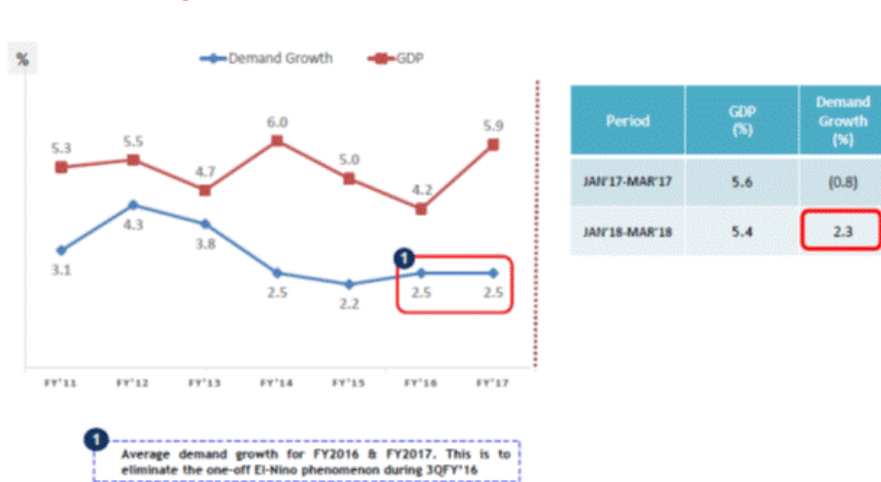 %
Demand Growth GDP
5.3
5.5
4.7
6.0
5.0
4.2
5.9
3.1
4.3
3.8
2.5
2.2
2.5
2.5
1
FY'11 FY'12 FY'13 FY'14 FY'15 FY'16 FY'17
1
Average demand growth for FY2016 & FY2017. This is to
eliminate the one-off El-Nino phenomenon during 3QFY'16
Period GDP (%) Demand Growth (%)
JAN'17-MAR'17 5.6 (0.8)
JAN'18-MAR'18 5.4 2.3